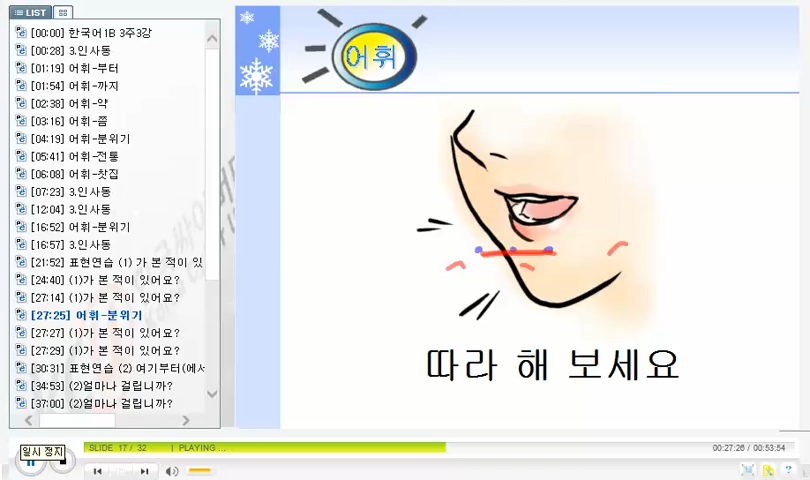 LIST
[00:00] 한국어1B 3주3강
[00:28] 3.인사동
[01:19] 어휘-부터
[01:54] 어휘-까지
[02:38] 어휘-약
[03:16] 어휘-쯤
[04:19] 어휘-분위기
[05:41] 어휘-전통
[06:08] 어휘-찻집
[07:23] 3.인사동
[12:04] 3.인사동
[16:52] 어휘-분위기
[16:57] 3.인사동
[21:52] 표현연습 (1) 가 본 적이 있
[24:40] (1)가 본 적이 있어요?
[27:14] (1)가 본 적이 있어요?
[27:25] 어휘-분위기
[27:27] (1)가 본 적이 있어요?
[27:29] (1)가 본 적이 있어요?
[30:31] 표현연습 (2) 여기부터(에서
[34:53] (2)얼마나 걸립니까?
[37:00] (2)얼마나 걸립니까?
어휘
따라 해 보세요
일시 정지
SLIDE 17 / 32 | PLAYING ...
00:27:26 / 00:53:54